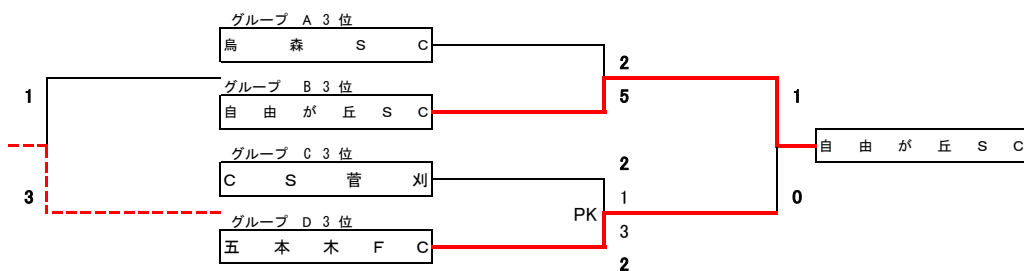 グループ A 3 位
烏 森 S C
2
グループ B 3 位
1
5
1
自 由 が 丘 S C
自 由 が 丘 S C
グループ C 3 位
2
C S 菅 刈
3
1
0
PK
グループ D 3 位
3
五 本 木 F C
2